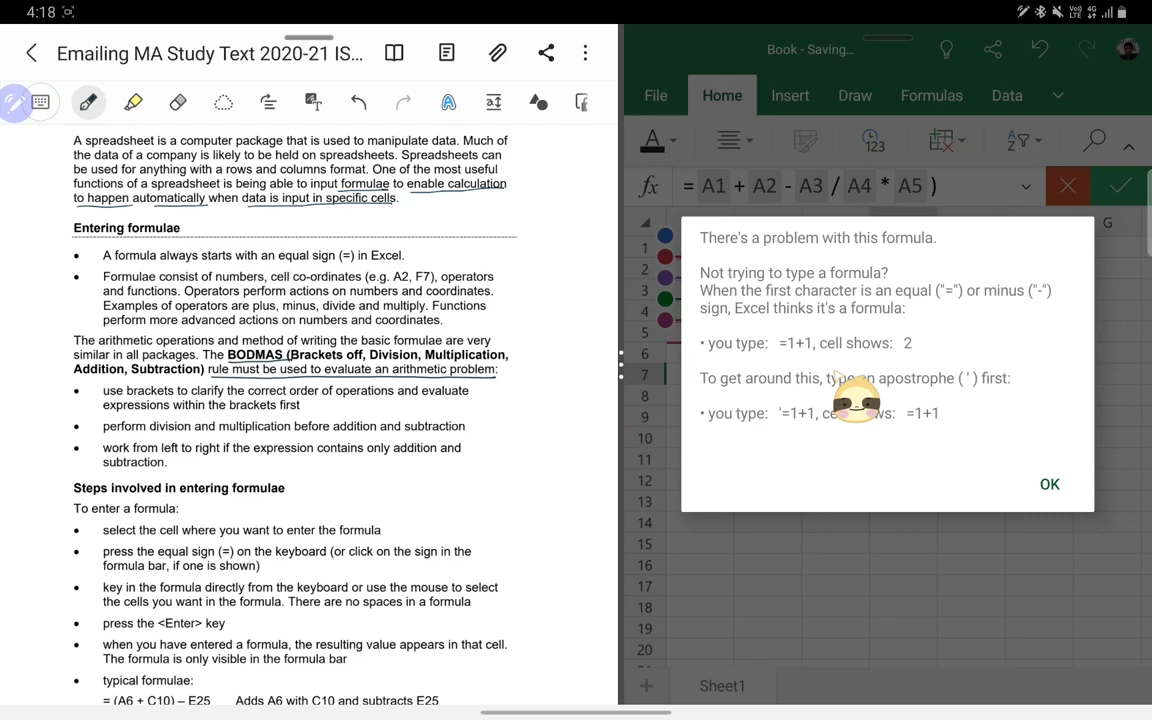 4:18
Emailing MA Study Text 2020-21 IS...
A spreadsheet is a computer package that is used to manipulate data. Much of
the data of a company is likely to be held on spreadsheets. Spreadsheets can
be used for anything with a rows and columns format. One of the most useful
functions of a spreadsheet is being able to input formulae to enable calculation
to happen automatically when data is input in specific cells.
Entering formulae
• A formula always starts with an equal sign (=) in Excel.
• Formulae consist of numbers, cell co-ordinates (e.g. A2, F7), operators
and functions. Operators perform actions on numbers and coordinates.
Examples of operators are plus, minus, divide and multiply. Functions
perform more advanced actions on numbers and coordinates.
The arithmetic operations and method of writing the basic formulae are very
similar in all packages. The BODMAS (Brackets off, Division, Multiplication,
Addition, Subtraction) rule must be used to evaluate an arithmetic problem:
• use brackets to clarify the correct order of operations and evaluate
expressions within the brackets first
• perform division and multiplication before addition and subtraction
• work from left to right if the expression contains only addition and
subtraction.
Steps involved in entering formulae
To enter a formula:
• select the cell where you want to enter the formula
• press the equal sign (=) on the keyboard (or click on the sign in the
formula bar, if one is shown)
• key in the formula directly from the keyboard or use the mouse to select
the cells you want in the formula. There are no spaces in a formula
• press the <Enter> key
• when you have entered a formula, the resulting value appears in that cell.
The formula is only visible in the formula bar
• typical formulae:
= (A6 + C10) – E25 Adds A6 with C10 and subtracts E25
Vo) 4G
LTE
Book - Saving...
File Home Insert Draw Formulas Data
A 123
fx = A1 + A2 - A3 / A4 * A5 )
G
1
2
3
4
5
6
7
8
9
10
11
12
13
14
15
16
17
18
19
20
There's a problem with this formula.
Not trying to type a formula?
When the first character is an equal ("=") or minus ("-")
sign, Excel thinks it's a formula:
• you type: =1+1, cell shows: 2
To get around this, type an apostrophe ( ' ) first:
• you type: '=1+1, cell shows: =1+1
OK
Sheet1